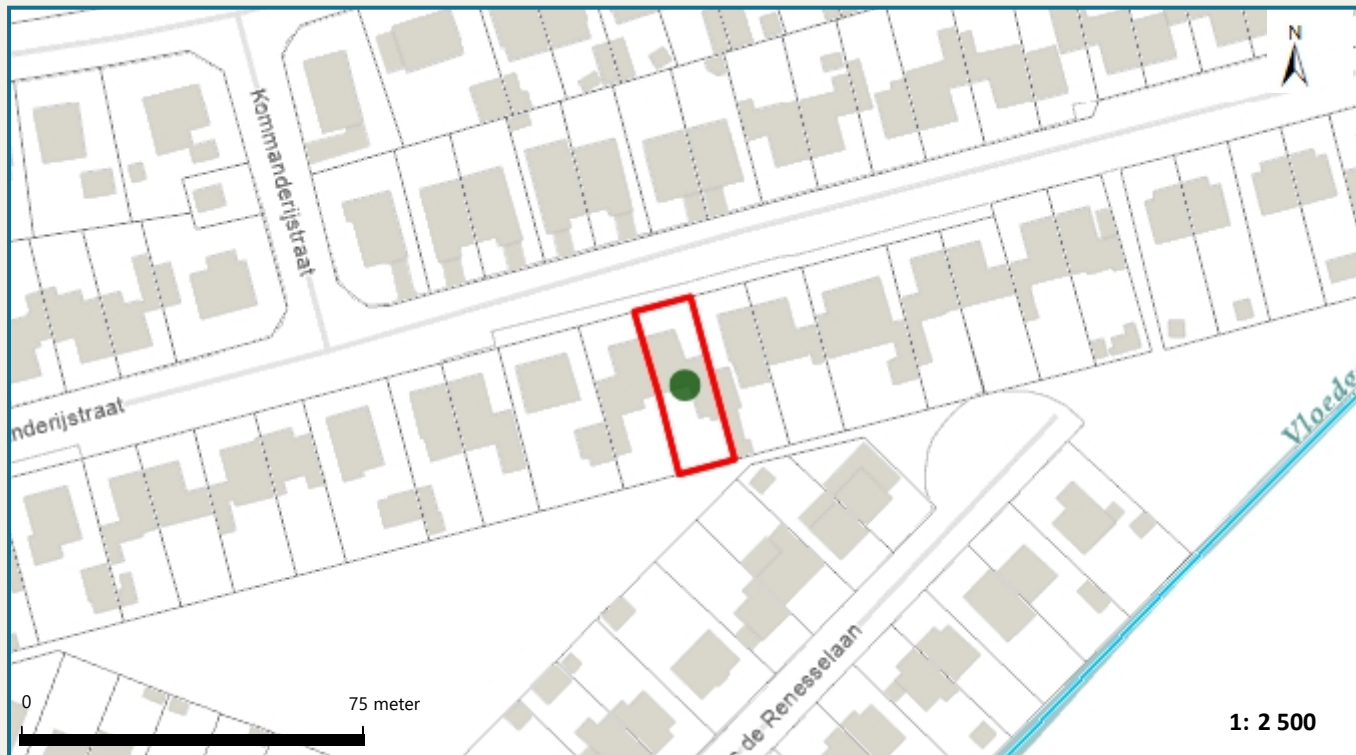 N
Kommanderijstraat
nderijstraat
Vloedg
0
75 meter
de Renesselaan
1: 2 500